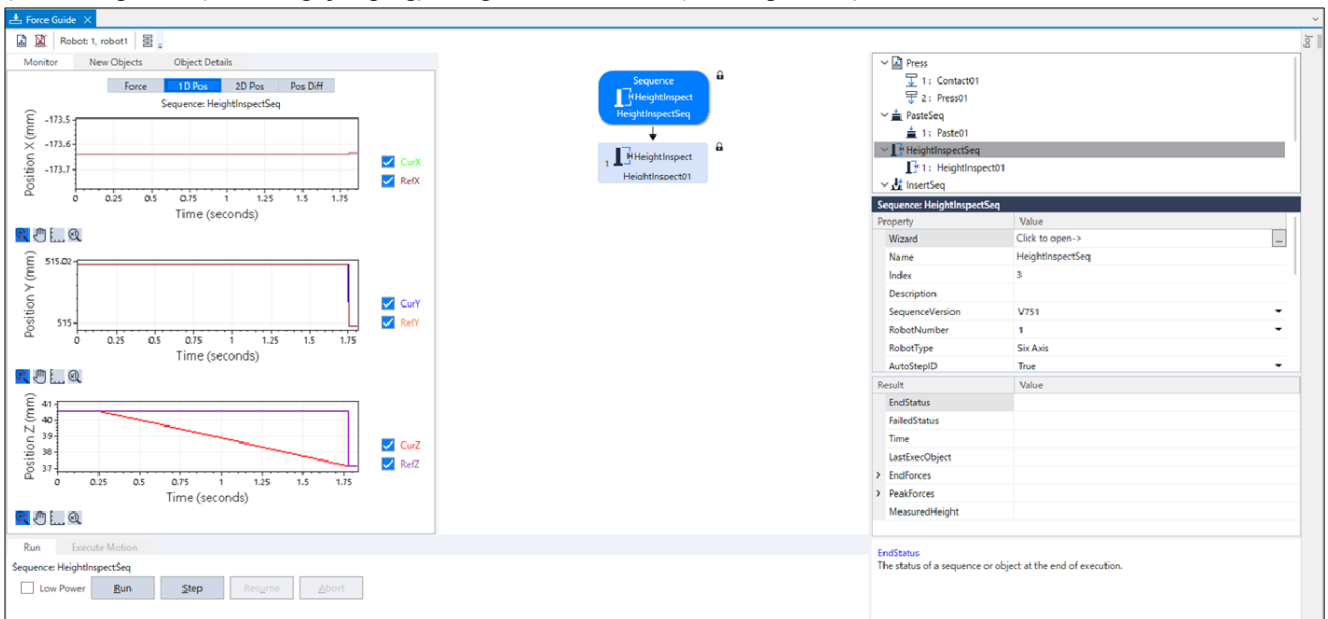 Force Guide
Robot: 1, robot1
Jog
Monitor New Objects Object Details
Force 1D Pos 2D Pos Pos Diff
Sequence: HeightInspectSeq
Position X (mm)
-173.5
-173.6
-173.7
0 0.25 0.5 0.75 1 1.25 1.5 1.75
Time (seconds)
CurX
RefX
Position Y (mm)
515.02
515
0 0.25 0.5 0.75 1 1.25 1.5 1.75
Time (seconds)
CurY
RefY
Position Z (mm)
41
40
39
38
37
0 0.25 0.5 0.75 1 1.25 1.5 1.75
Time (seconds)
CurZ
RefZ
Run Execute Motion
Sequence: HeightInspectSeq
Low Power Run Step Resume Abort
Sequence
HeightInspect
HeightInspectSeq
1 HeightInspect
HeightInspect01
Press
1: Contact01
2: Press01
PasteSeq
1: Paste01
HeightInspectSeq
1: HeightInspect01
InsertSeq
Sequence: HeightInspectSeq
Property Value
Wizard Click to open-> ...
Name HeightInspectSeq
Index 3
Description
SequenceVersion V751
RobotNumber 1
RobotType Six Axis
AutoStepID True
Result Value
EndStatus
FailedStatus
Time
LastExecObject
EndForces
PeakForces
MeasuredHeight
EndStatus
The status of a sequence or object at the end of execution.